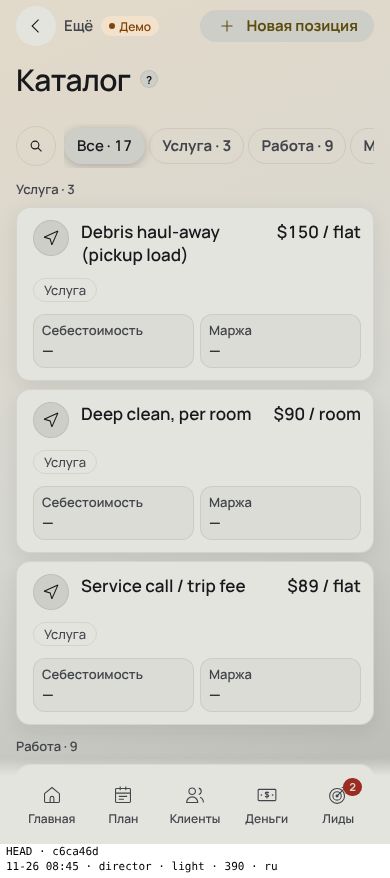 Ещё
Демо
Новая позиция
Каталог
?
Все · 17
Услуга · 3
Работа · 9
Услуга · 3
Debris haul-away
(pickup load)
$150 / flat
Услуга
Себестоимость
—
Маржа
—
Deep clean, per room
$90 / room
Услуга
Себестоимость
—
Маржа
—
Service call / trip fee
$89 / flat
Услуга
Себестоимость
—
Маржа
—
Работа · 9
Главная
План
Клиенты
$
Деньги
2
Лиды
HEAD · c6ca46d
11-26 08:45 · director · light · 390 · ru